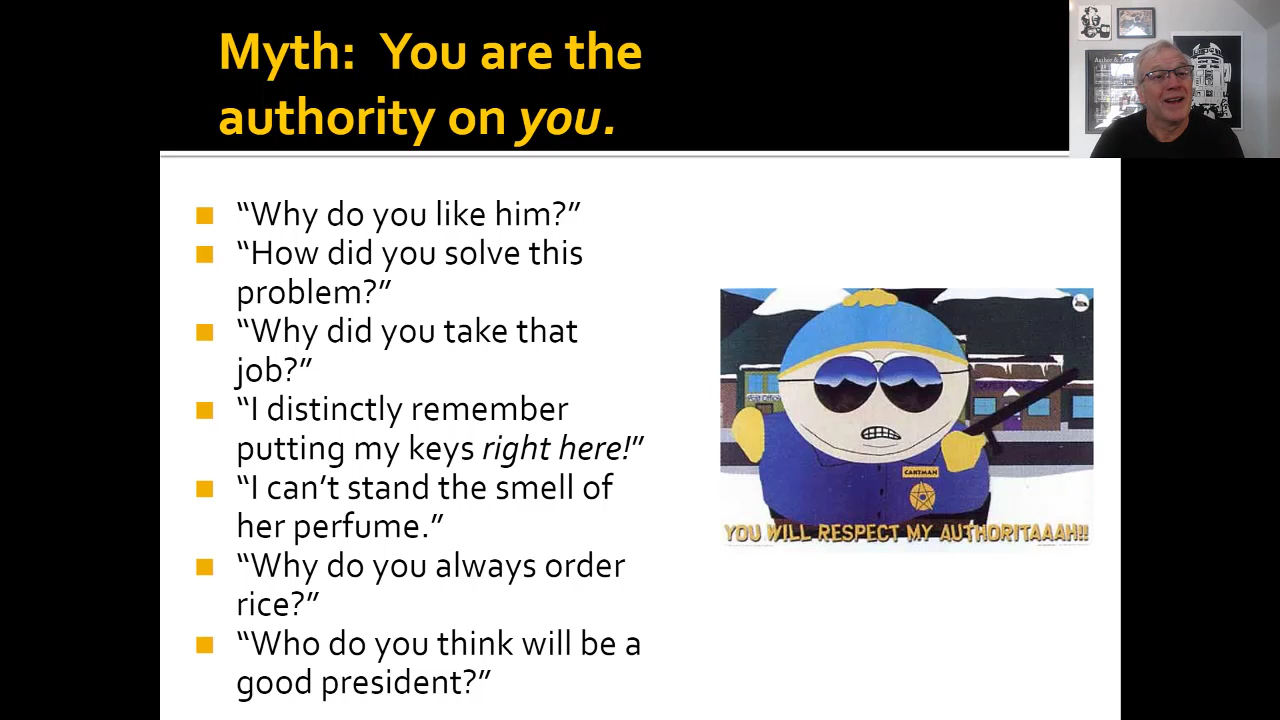 Myth:  You are the
authority on you.
“Why do you like him?”
“How did you solve this
problem?”
“Why did you take that
job?”
“I distinctly remember
putting my keys right here!”
“I can’t stand the smell of
her perfume.”
“Why do you always order
rice?”
“Who do you think will be a
good president?”
CARTMAN
YOU WILL RESPECT MY AUTHORITAAAH!!